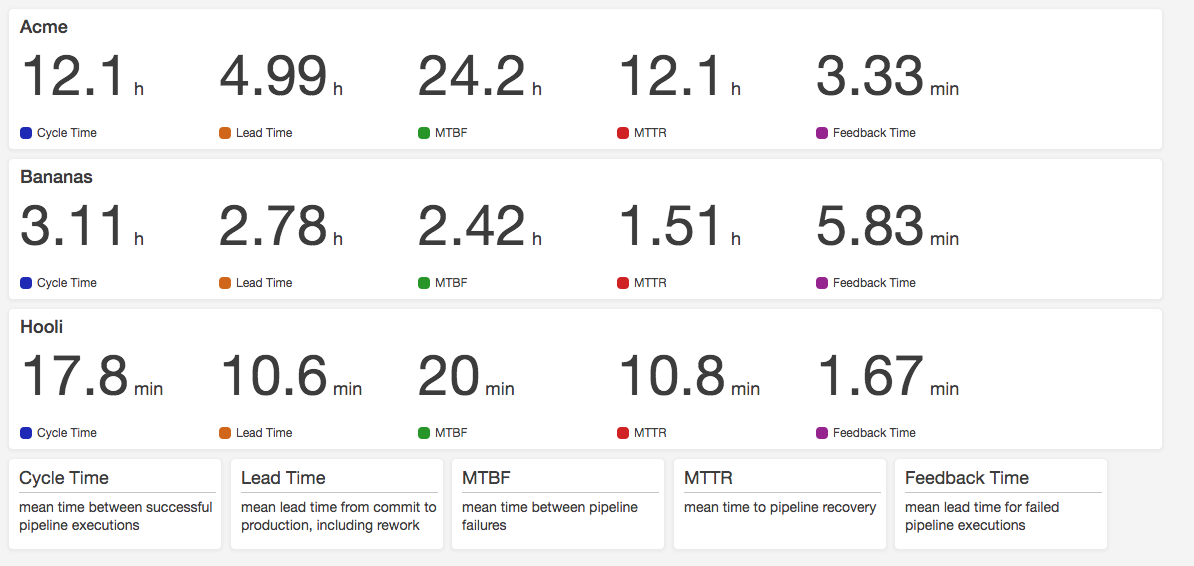 Acme
12.1 h 4.99 h 24.2 h 12.1 h 3.33 min
Cycle Time Lead Time MTBF MTTR Feedback Time
Bananas
3.11 h 2.78 h 2.42 h 1.51 h 5.83 min
Cycle Time Lead Time MTBF MTTR Feedback Time
Hooli
17.8 min 10.6 min 20 min 10.8 min 1.67 min
Cycle Time Lead Time MTBF MTTR Feedback Time
Cycle Time
mean time between successful
pipeline executions
Lead Time
mean lead time from commit to
production, including rework
MTBF
mean time between pipeline
failures
MTTR
mean time to pipeline recovery
Feedback Time
mean lead time for failed
pipeline executions